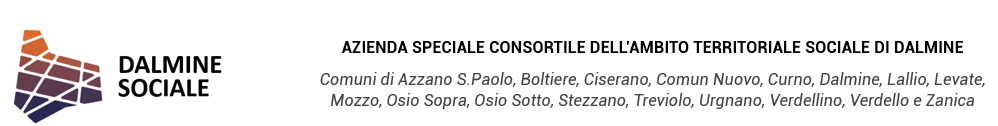 DALMINE
SOCIALE
AZIENDA SPECIALE CONSORTILE DELL'AMBITO TERRITORIALE SOCIALE DI DALMINE
Comuni di Azzano S.Paolo, Boltiere, Ciserano, Comun Nuovo, Curno, Dalmine, Lallio, Levate,
Mozzo, Osio Sopra, Osio Sotto, Stezzano, Treviolo, Urgnano, Verdellino, Verdello e Zanica